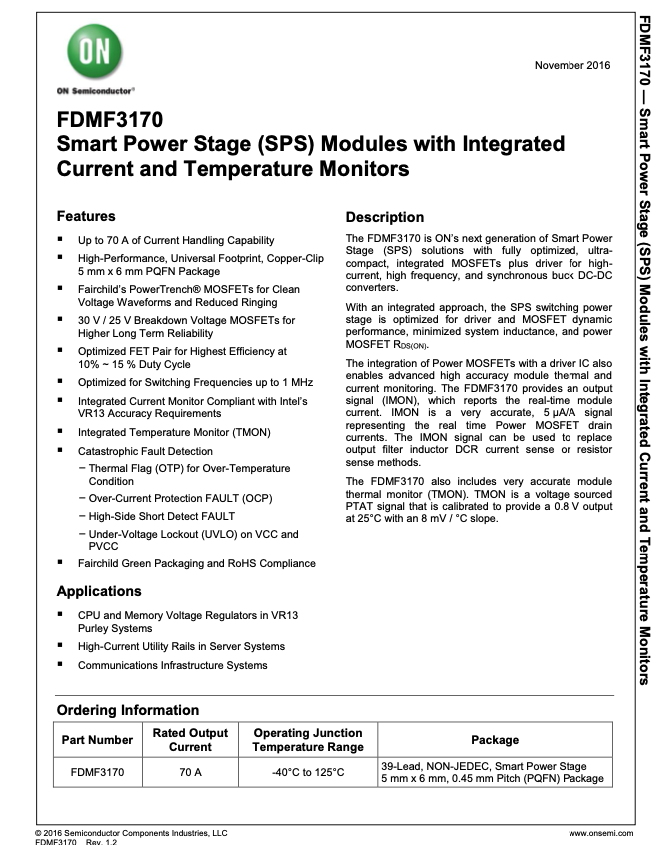 ON
ON Semiconductor®
November 2016
FDMF3170
Smart Power Stage (SPS) Modules with Integrated
Current and Temperature Monitors
Features
▪ Up to 70 A of Current Handling Capability
▪ High-Performance, Universal Footprint, Copper-Clip
5 mm x 6 mm PQFN Package
▪ Fairchild's PowerTrench® MOSFETs for Clean
Voltage Waveforms and Reduced Ringing
▪ 30 V / 25 V Breakdown Voltage MOSFETs for
Higher Long Term Reliability
▪ Optimized FET Pair for Highest Efficiency at
10% ~ 15 % Duty Cycle
▪ Optimized for Switching Frequencies up to 1 MHz
▪ Integrated Current Monitor Compliant with Intel's
VR13 Accuracy Requirements
▪ Integrated Temperature Monitor (TMON)
▪ Catastrophic Fault Detection
− Thermal Flag (OTP) for Over-Temperature
Condition
− Over-Current Protection FAULT (OCP)
− High-Side Short Detect FAULT
− Under-Voltage Lockout (UVLO) on VCC and
PVCC
▪ Fairchild Green Packaging and RoHS Compliance
Applications
▪ CPU and Memory Voltage Regulators in VR13
Purley Systems
▪ High-Current Utility Rails in Server Systems
▪ Communications Infrastructure Systems
Description
The FDMF3170 is ON's next generation of Smart Power
Stage (SPS) solutions with fully optimized, ultra-
compact, integrated MOSFETs plus driver for high-
current, high frequency, and synchronous buck DC-DC
converters.
With an integrated approach, the SPS switching power
stage is optimized for driver and MOSFET dynamic
performance, minimized system inductance, and power
MOSFET RDS(ON).
The integration of Power MOSFETs with a driver IC also
enables advanced high accuracy module thermal and
current monitoring. The FDMF3170 provides an output
signal (IMON), which reports the real-time module
current. IMON is a very accurate, 5 µA/A signal
representing the real time Power MOSFET drain
currents. The IMON signal can be used to replace
output filter inductor DCR current sense or resistor
sense methods.
The FDMF3170 also includes very accurate module
thermal monitor (TMON). TMON is a voltage sourced
PTAT signal that is calibrated to provide a 0.8 V output
at 25°C with an 8 mV / °C slope.
Ordering Information
Part Number | Rated Output Current | Operating Junction Temperature Range | Package
FDMF3170 | 70 A | -40°C to 125°C | 39-Lead, NON-JEDEC, Smart Power Stage
5 mm x 6 mm, 0.45 mm Pitch (PQFN) Package
© 2016 Semiconductor Components Industries, LLC
www.onsemi.com
FDMF3170 Rev. 1.2
FDMF3170 — Smart Power Stage (SPS) Modules with Integrated Current and Temperature Monitors